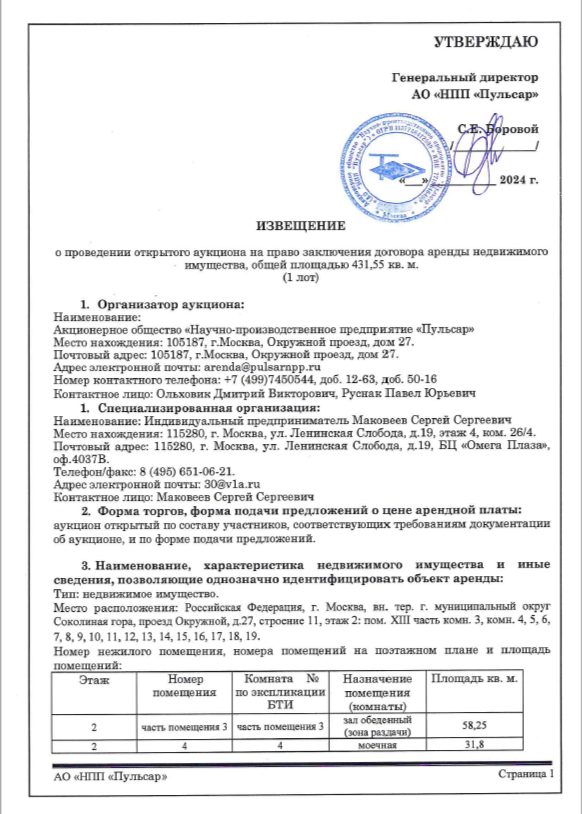 УТВЕРЖДАЮ
Генеральный директор
АО «НПП «Пульсар»
С.Е. Боровой
/____________/
«___»__________ 2024 г.
Москва
ИЗВЕЩЕНИЕ
о проведении открытого аукциона на право заключения договора аренды недвижимого
имущества, общей площадью 431,55 кв. м.
(1 лот)
1. Организатор аукциона:
Наименование:
Акционерное общество «Научно-производственное предприятие «Пульсар»
Место нахождения: 105187, г.Москва, Окружной проезд, дом 27.
Почтовый адрес: 105187, г.Москва, Окружной проезд, дом 27.
Адрес электронной почты: arenda@pulsarnpp.ru
Номер контактного телефона: +7 (499)7450544, доб. 12-63, доб. 50-16
Контактное лицо: Ольховик Дмитрий Викторович, Руснак Павел Юрьевич
1. Специализированная организация:
Наименование: Индивидуальный предприниматель Маковеев Сергей Сергеевич
Место нахождения: 115280, г. Москва, ул. Ленинская Слобода, д.19, этаж 4, ком. 26/4.
Почтовый адрес: 115280, г. Москва, ул. Ленинская Слобода, д.19, БЦ «Омега Плаза»,
оф.4037В.
Телефон/факс: 8 (495) 651-06-21.
Адрес электронной почты: 30@v1a.ru
Контактное лицо: Маковеев Сергей Сергеевич
2. Форма торгов, форма подачи предложений о цене арендной платы:
аукцион открытый по составу участников, соответствующих требованиям документации
об аукционе, и по форме подачи предложений.
3. Наименование, характеристика недвижимого имущества и иные
сведения, позволяющие однозначно идентифицировать объект аренды:
Тип: недвижимое имущество.
Место расположения: Российская Федерация, г. Москва, вн. тер. г. муниципальный округ
Соколиная гора, проезд Окружной, д.27, строение 11, этаж 2: пом. XIII часть комн. 3, комн. 4, 5, 6,
7, 8, 9, 10, 11, 12, 13, 14, 15, 16, 17, 18, 19.
Номер нежилого помещения, номера помещений на поэтажном плане и площадь
помещений:
Этаж Номер помещения Комната № по экспликации БТИ Назначение помещения (комнаты) Площадь кв. м.
2 часть помещения 3 часть помещения 3 зал обеденный (зона раздачи) 58,25
2 4 4 моечная 31,8
АО «НПП «Пульсар»
Страница 1